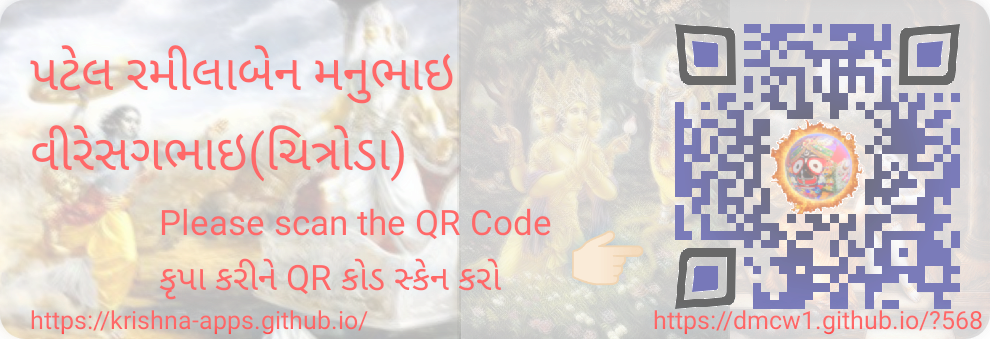 પટેલ રમીલાબેન મનુભાઇ
વીરેસગભાઇ(ચિત્રોડા)
Please scan the QR Code
કૃપા કરીને QR કોડ સ્કેન કરો
https://krishna-apps.github.io/
https://dmcw1.github.io/?568